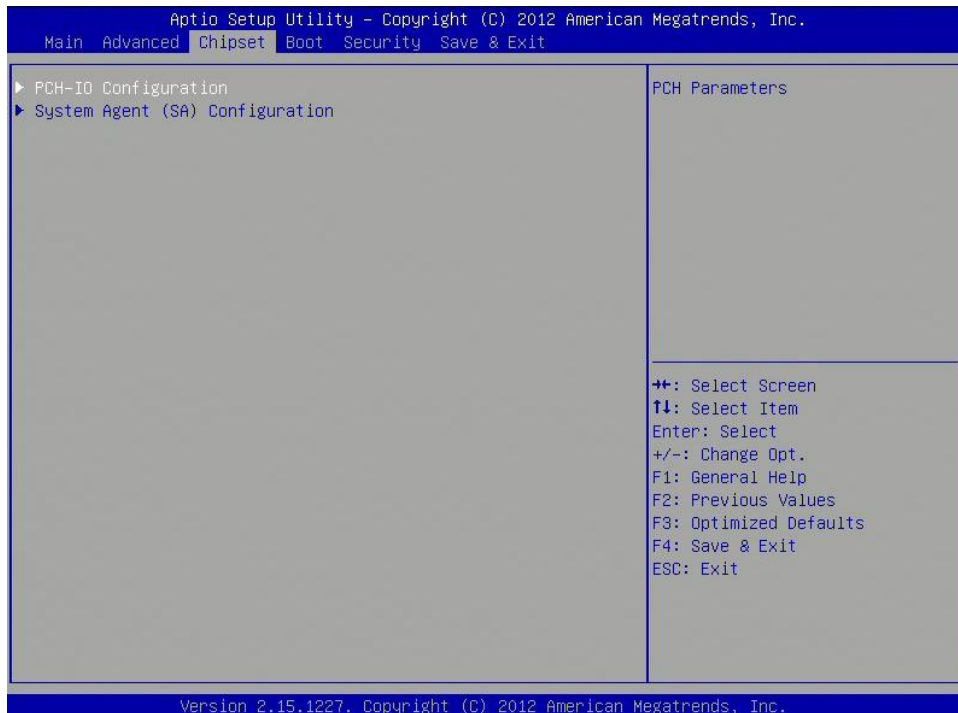 Aptio Setup Utility – Copyright (C) 2012 American Megatrends, Inc.
Main Advanced Chipset Boot Security Save & Exit
PCH-IO Configuration
System Agent (SA) Configuration
PCH Parameters
→←: Select Screen
↑↓: Select Item
Enter: Select
+/-: Change Opt.
F1: General Help
F2: Previous Values
F3: Optimized Defaults
F4: Save & Exit
ESC: Exit
Version 2.15.1227. Copyright (C) 2012 American Megatrends, Inc.